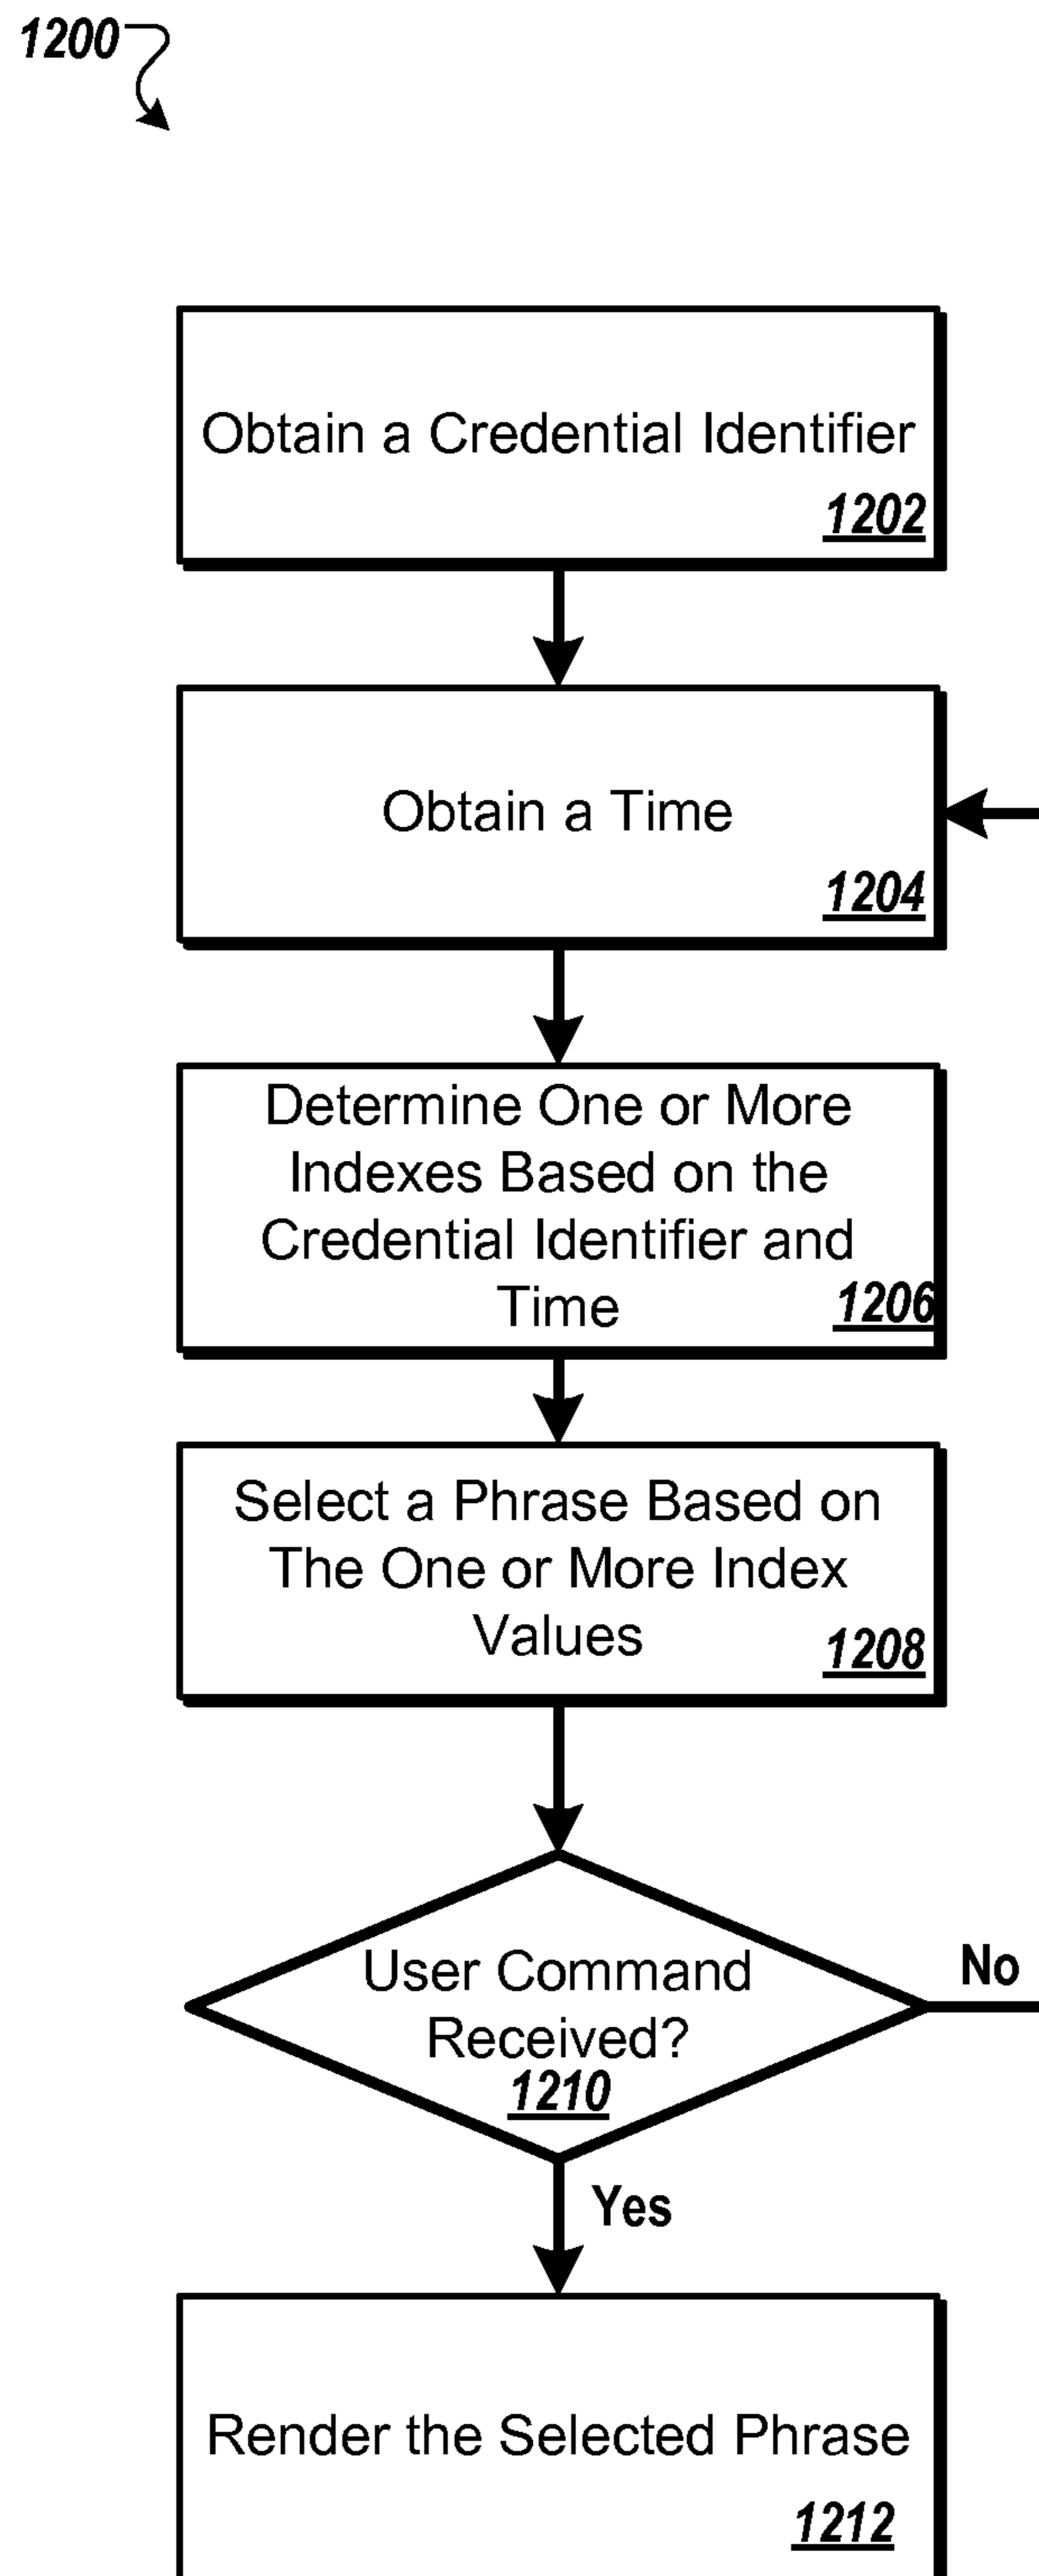 1200
Obtain a Credential Identifier
1202
Obtain a Time
1204
Determine One or More
Indexes Based on the
Credential Identifier and
Time
1206
Select a Phrase Based on
The One or More Index
Values
1208
User Command
Received?
1210
No
Yes
Render the Selected Phrase
1212